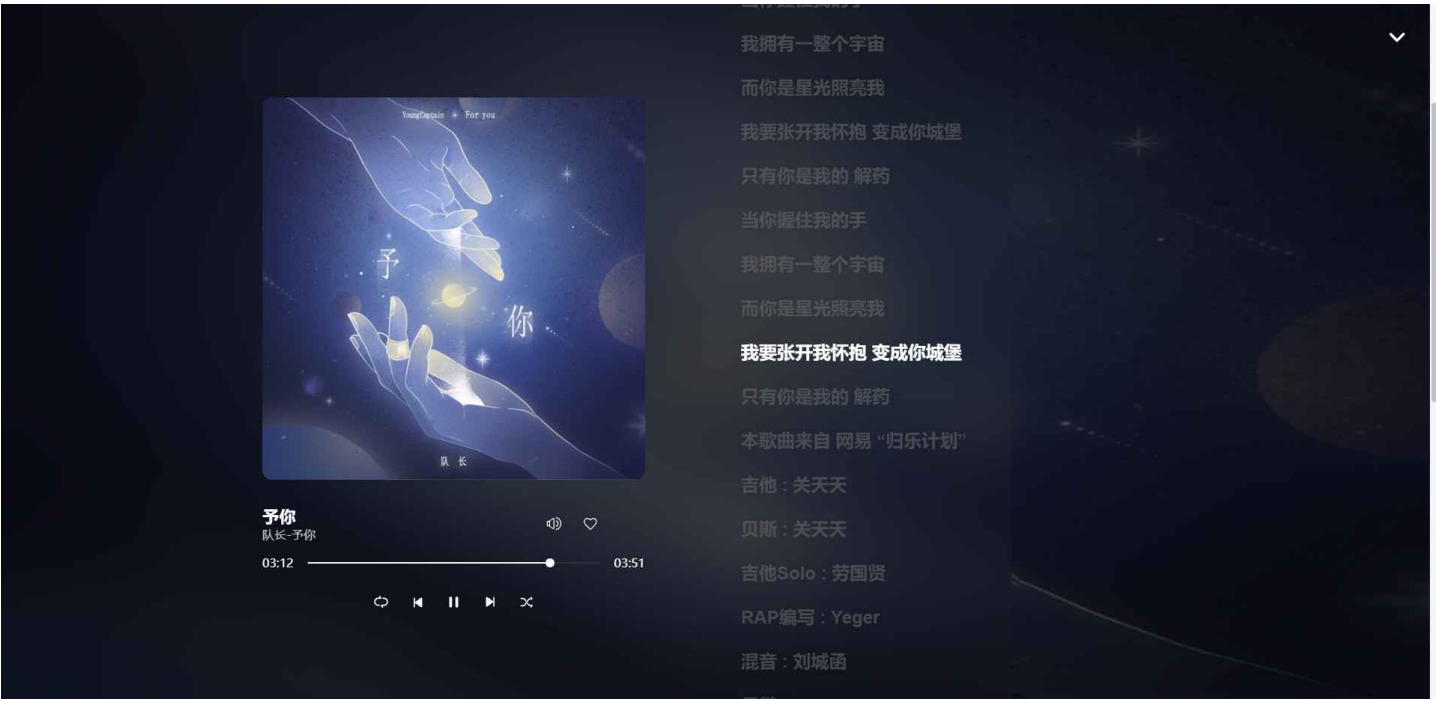 YoungCaptain For you
予
你
队 长
予你
队长-予你
03:12
03:51
当你握住我的手
我拥有一整个宇宙
而你是星光照亮我
我要张开我怀抱 变成你城堡
只有你是我的 解药
当你握住我的手
我拥有一整个宇宙
而你是星光照亮我
我要张开我怀抱 变成你城堡
只有你是我的 解药
本歌曲来自 网易 “归乐计划”
吉他 : 关天天
贝斯 : 关天天
吉他Solo : 劳国贤
RAP编写 : Yeger
混音 : 刘城函